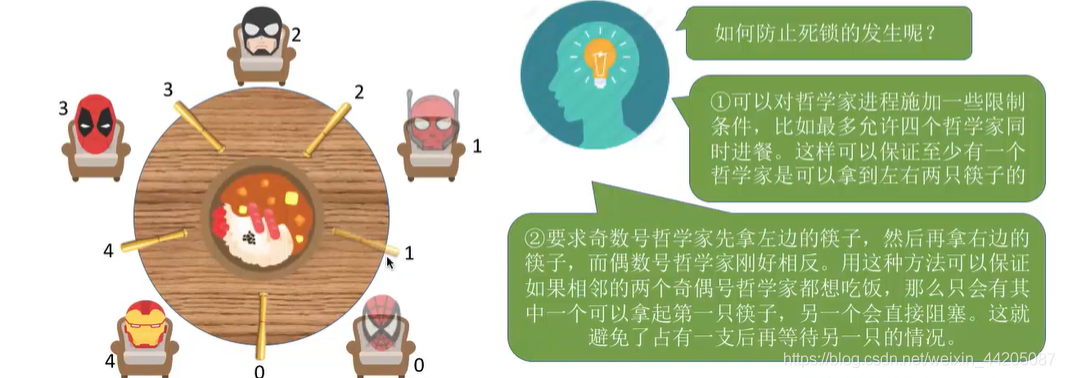 2
3
2
3
1
4
1
4
0
0
如何防止死锁的发生呢？
①可以对哲学家进程施加一些限制
条件，比如最多允许四个哲学家同
时进餐。这样可以保证至少有一个
哲学家是可以拿到左右两只筷子的
②要求奇数号哲学家先拿左边的筷子，然后再拿右边的
筷子，而偶数号哲学家刚好相反。用这种方法可以保证
如果相邻的两个奇偶号哲学家都想吃饭，那么只会有其
中一个可以拿起第一只筷子，另一个会直接阻塞。这就
避免了占有一支后再等待另一只的情况。
https://blog.csdn.net/weixin_44205087